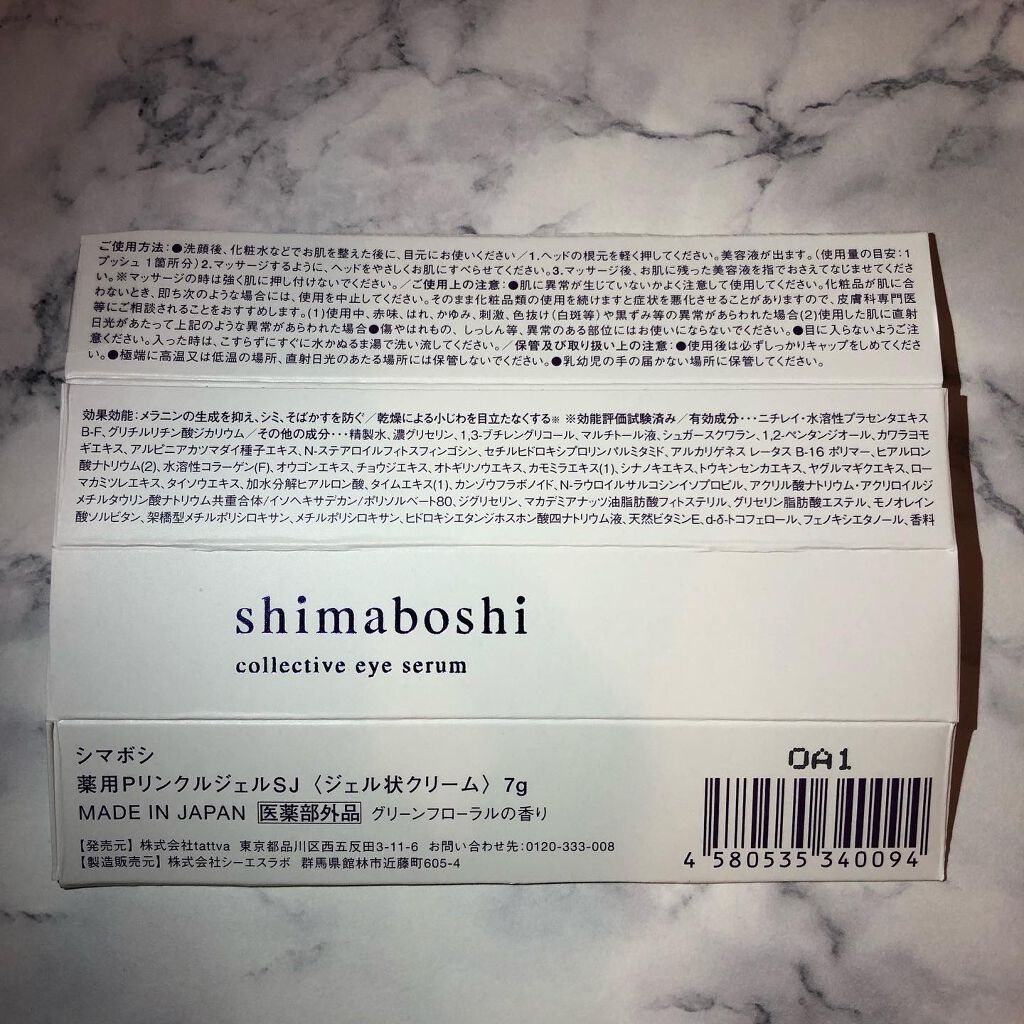 ご使用方法：●洗顔後、化粧水などでお肌を整えた後に、目元にお使いください／1.ヘッドの根元を軽く押してください。美容液が出ます。（使用量の目安：1
プッシュ 1箇所分）2.マッサージするように、ヘッドをやさしくお肌にすべらせてください。3.マッサージ後、お肌に残った美容液を指でおさえてなじませてくださ
い。※マッサージの時は強く肌に押し付けないでください。／ご使用上の注意：●肌に異常が生じていないかよく注意して使用してください。化粧品が肌に合
わないとき、即ち次のような場合には、使用を中止してください。そのまま化粧品類の使用を続けますと症状を悪化させることがありますので、皮膚科専門医
等にご相談されることをおすすめします。（1）使用中、赤味、はれ、かゆみ、刺激、色抜け（白斑等）や黒ずみ等の異常があらわれた場合（2）使用した肌に直射
日光があたって上記のような異常があらわれた場合●傷やはれもの、しっしん等、異常のある部位にはお使いにならないでください。●目に入らないようご注
意ください。入った時は、こすらずにすぐに水かぬるま湯で洗い流してください。／保管及び取り扱い上の注意：●使用後は必ずしっかりキャップをしめてくださ
い。●極端に高温又は低温の場所、直射日光のあたる場所には保管しないでください。●乳幼児の手の届かない場所に保管してください。
効果効能：メラニンの生成を抑え、シミ、そばかすを防ぐ／乾燥による小じわを目立たなくする※ ※効能評価試験済み／有効成分･･･ニチレイ・水溶性プラセンタエキス
B-F、グリチルリチン酸ジカリウム／その他の成分･･･精製水、濃グリセリン、1,3-ブチレングリコール、マルチトール液、シュガースクワラン、1,2-ペンタンジオール、カワラヨモ
ギエキス、アルピニアカツマダイ種子エキス、N-ステアロイルフィトスフィンゴシン、セチルヒドロキシプロリンパルミタミド、アルカリゲネス レータス B-16 ポリマー、ヒアルロン
酸ナトリウム(2)、水溶性コラーゲン(F)、オウゴンエキス、チョウジエキス、オトギリソウエキス、カモミラエキス(1)、シナノキエキス、トウキンセンカエキス、ヤグルマギクエキス、ロー
マカミツレエキス、タイソウエキス、加水分解ヒアルロン酸、タイムエキス(1)、カンゾウフラボノイド、N-ラウロイルサルコシンイソプロピル、アクリル酸ナトリウム・アクリロイルジ
メチルタウリン酸ナトリウム共重合体/イソヘキサデカン/ポリソルベート80、ジグリセリン、マカデミアナッツ油脂肪酸フィトステリル、グリセリン脂肪酸エステル、モノオレイン
酸ソルビタン、架橋型メチルポリシロキサン、メチルポリシロキサン、ヒドロキシエタンジホスホン酸四ナトリウム液、天然ビタミンE、d-δ-トコフェロール、フェノキシエタノール、香料
shimaboshi
collective eye serum
シマボシ
薬用PリンクルジェルSJ〈ジェル状クリーム〉7g
MADE IN JAPAN 医薬部外品 グリーンフローラルの香り
【発売元】株式会社tattva 東京都品川区西五反田3-11-6 お問い合わせ先：0120-333-008
【製造販売元】株式会社シーエスラボ 群馬県館林市近藤町605-4
OA1
4 580535 340094